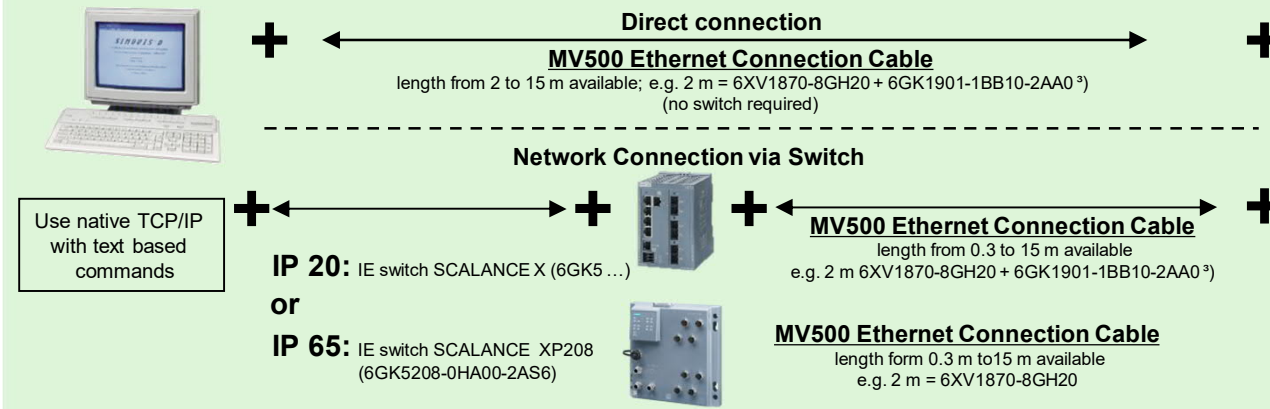 SIMOVIS D
Direct connection
MV500 Ethernet Connection Cable
length from 2 to 15 m available; e.g. 2 m = 6XV1870-8GH20 + 6GK1901-1BB10-2AA0 ³)
(no switch required)
Network Connection via Switch
Use native TCP/IP
with text based
commands
MV500 Ethernet Connection Cable
length from 0.3 to 15 m available
e.g. 2 m 6XV1870-8GH20 + 6GK1901-1BB10-2AA0 ³)
IP 20: IE switch SCALANCE X (6GK5 ...)
or
IP 65: IE switch SCALANCE XP208
(6GK5208-0HA00-2AS6)
MV500 Ethernet Connection Cable
length form 0.3 m to15 m available
e.g. 2 m = 6XV1870-8GH20